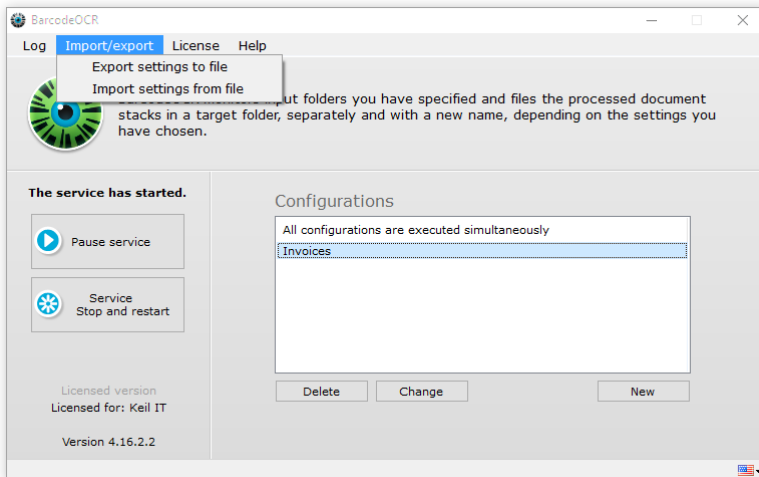 BarcodeOCR
Log Import/export License Help
Export settings to file
Import settings from file
input folders you have specified and files the processed document
stacks in a target folder, separately and with a new name, depending on the settings you
have chosen.
The service has started.
Configurations
All configurations are executed simultaneously
Invoices
Pause service
Service
Stop and restart
Delete Change New
Licensed version
Licensed for: Keil IT
Version 4.16.2.2